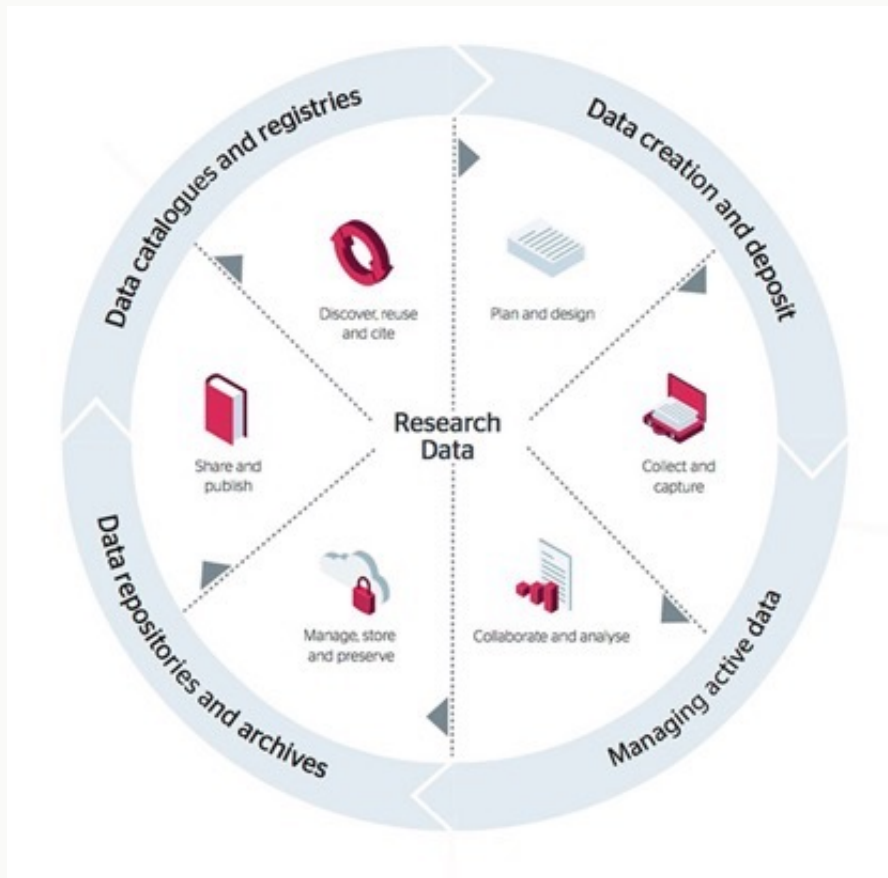 Data catalogues and registries
Data creation and deposit
Discover, reuse
and cite
Plan and design
Research
Data
Share and
publish
Collect and
capture
Manage, store
and preserve
Collaborate and analyse
Data repositories and archives
Managing active data